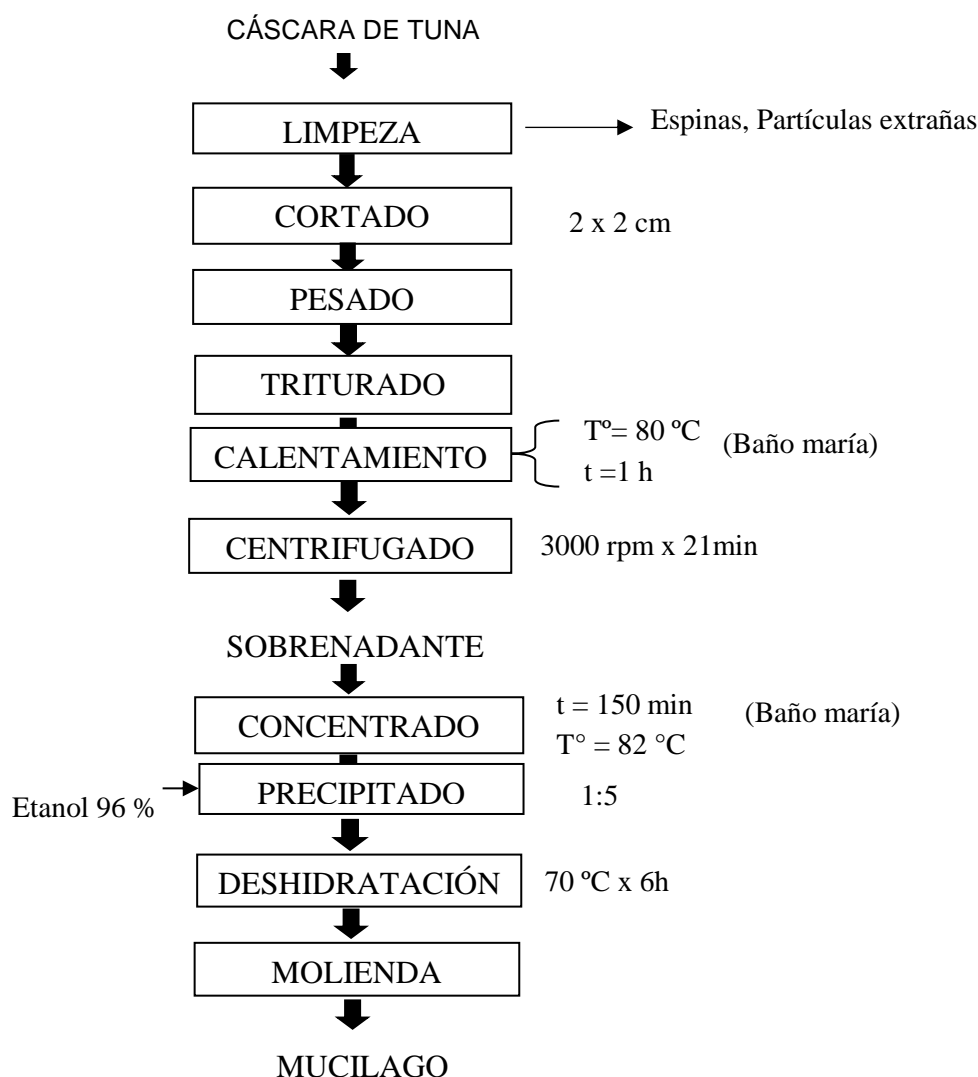 CÁSCARA DE TUNA
LIMPEZA
Espinas, Partículas extrañas
CORTADO
2 x 2 cm
PESADO
TRITURADO
CALENTAMIENTO
Tº= 80 ºC
t =1 h
(Baño maría)
CENTRIFUGADO
3000 rpm x 21min
SOBRENADANTE
CONCENTRADO
t = 150 min
T° = 82 °C
(Baño maría)
Etanol 96 %
PRECIPITADO
1:5
DESHIDRATACIÓN
70 ºC x 6h
MOLIENDA
MUCILAGO